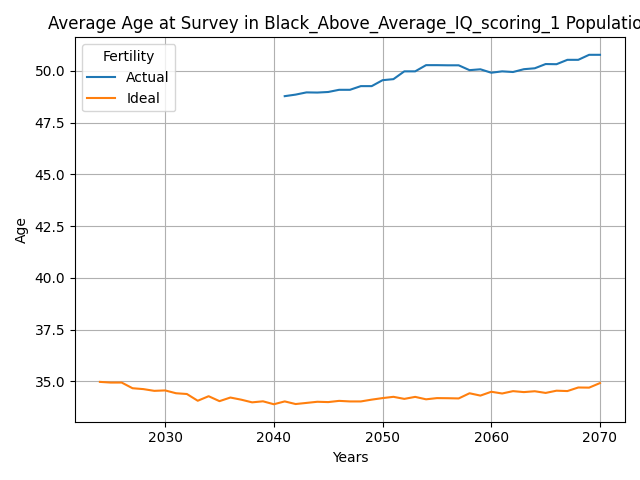 Average Age at Survey in Black_Above_Average_IQ_scoring_1 Populatio
Fertility
Actual
Ideal
50.0
47.5
45.0
42.5
40.0
37.5
35.0
Age
2030 2040 2050 2060 2070
Years